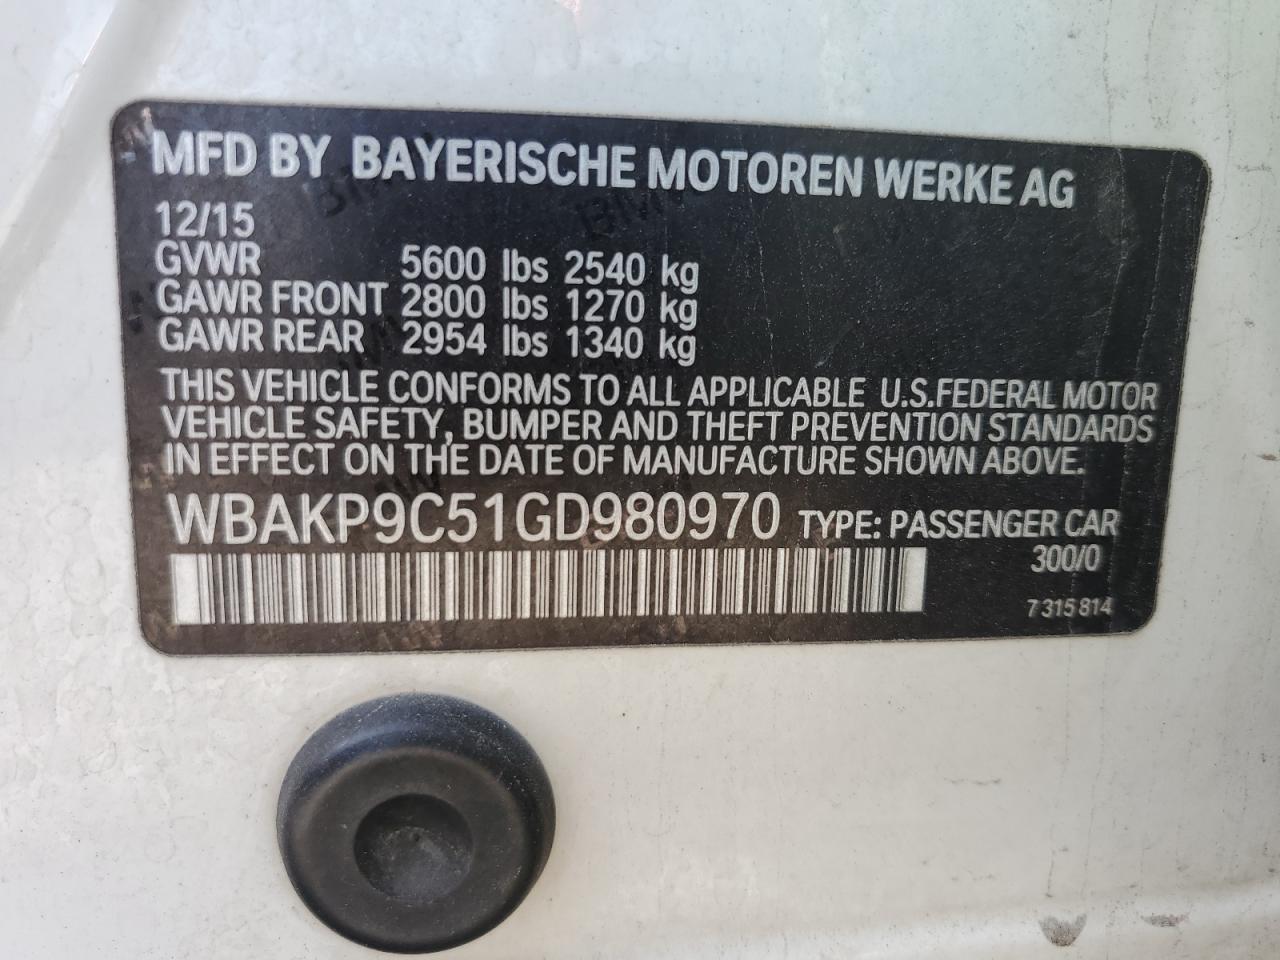 MFD BY BAYERISCHE MOTOREN WERKE AG
12/15
GVWR 5600 lbs 2540 kg
GAWR FRONT 2800 lbs 1270 kg
GAWR REAR 2954 lbs 1340 kg
THIS VEHICLE CONFORMS TO ALL APPLICABLE U.S.FEDERAL MOTOR
VEHICLE SAFETY, BUMPER AND THEFT PREVENTION STANDARDS
IN EFFECT ON THE DATE OF MANUFACTURE SHOWN ABOVE.
WBAKP9C51GD980970 TYPE: PASSENGER CAR
300/0
7 315 814